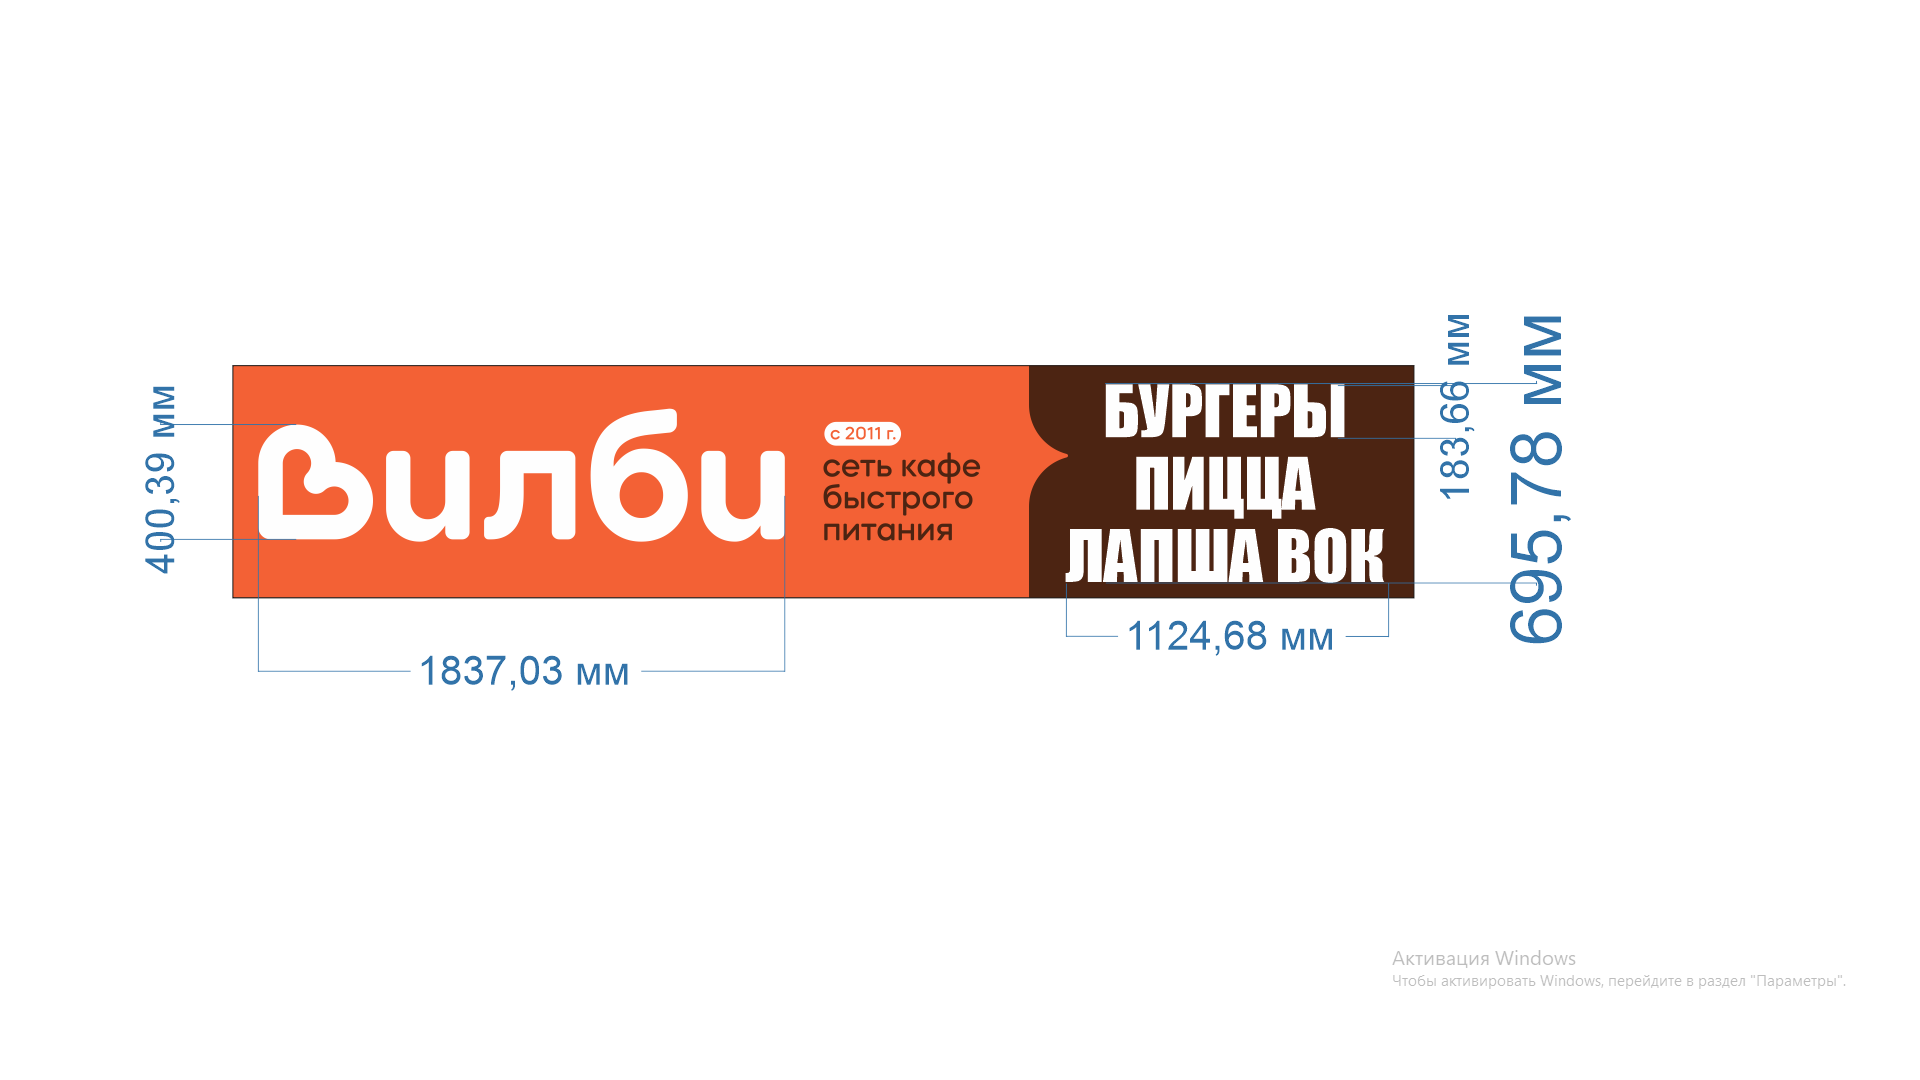 Вилби
с 2011 г.
сеть кафе
быстрого
питания
БУРГЕРЫ
ПИЦЦА
ЛАПША ВОК
400,39 мм
1837,03 мм
1124,68 мм
183,66 мм
695,78 мм
Активация Windows
Чтобы активировать Windows, перейдите в раздел "Параметры".